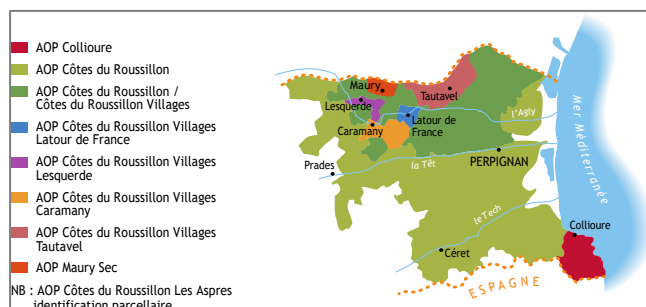 AOP Collioure
AOP Côtes du Roussillon
AOP Côtes du Roussillon /
Côtes du Roussillon Villages
AOP Côtes du Roussillon Villages
Latour de France
AOP Côtes du Roussillon Villages
Lesquerde
AOP Côtes du Roussillon Villages
Caramany
AOP Côtes du Roussillon Villages
Tautavel
AOP Maury Sec
NB : AOP Côtes du Roussillon Les Aspres
identification parcellaire
Maury
Tautavel
Lesquerde
l'Agly
Latour de
France
Caramany
Mer Méditerranée
PERPIGNAN
Prades
la Têt
le Tech
Collioure
Céret
ESPAGNE